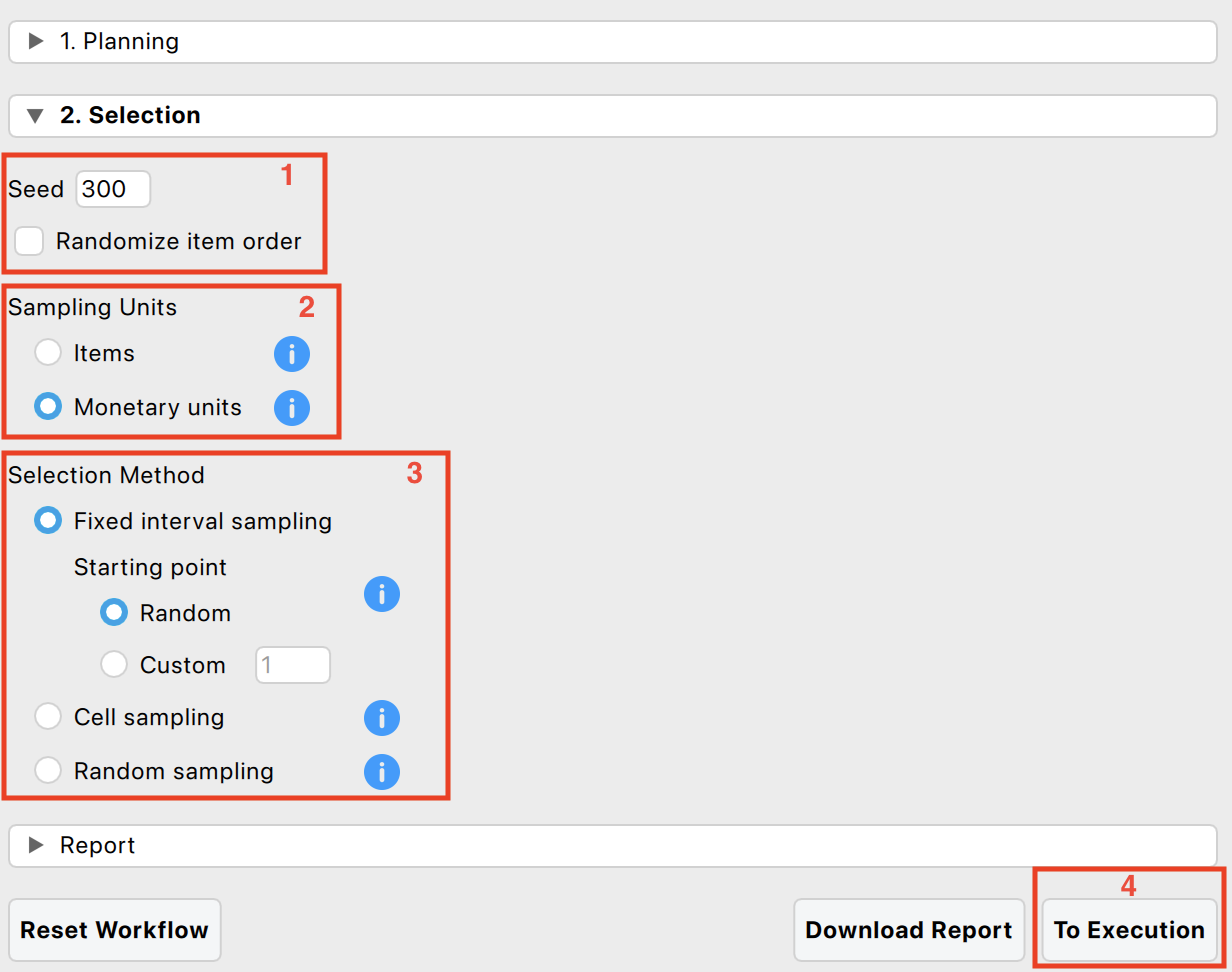 1. Planning
2. Selection
1
Seed 300
Randomize item order
Sampling Units 2
Items i
Monetary units i
Selection Method 3
Fixed interval sampling
Starting point
i
Random
Custom 1
Cell sampling i
Random sampling i
Report
4
Reset Workflow Download Report To Execution